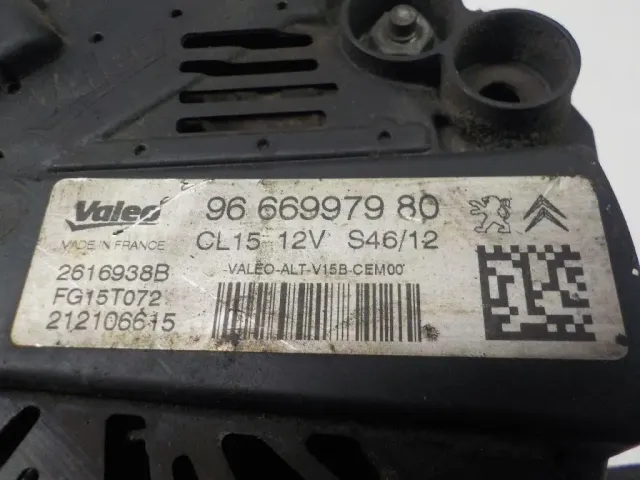 Valeo
MADE IN FRANCE
96 669979 80
CL15 12V S46/12
VALEO-ALT-V15B-CEM00
2616938B
FG15T072
212106615